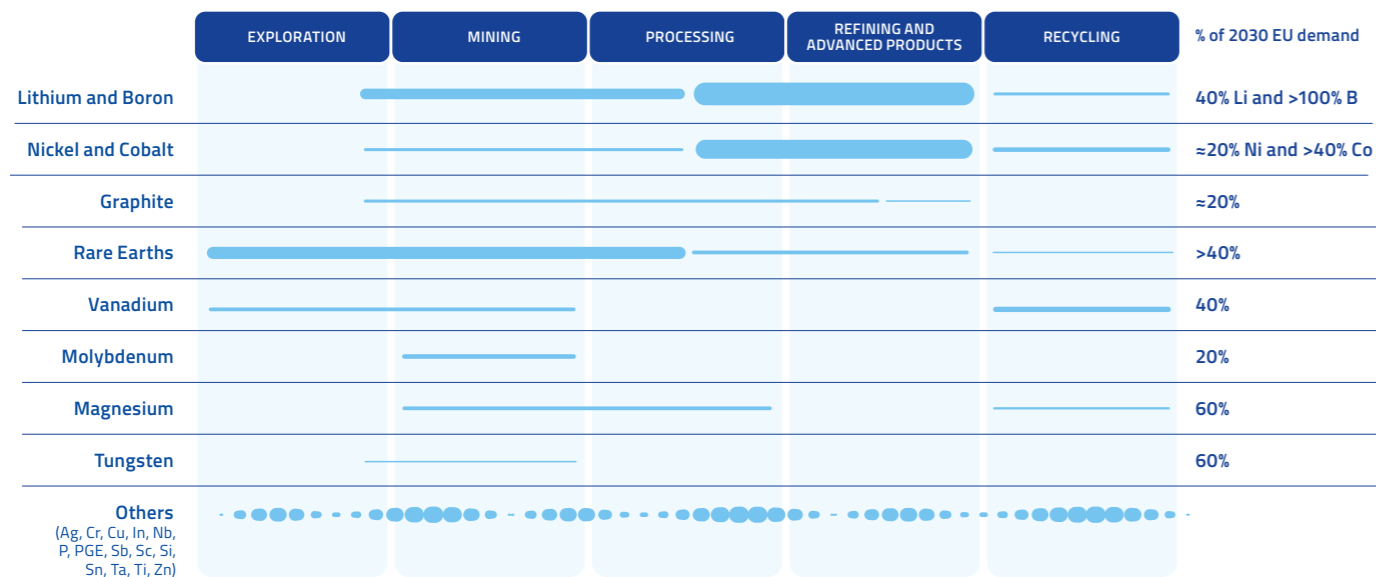 EXPLORATION
MINING
PROCESSING
REFINING AND
ADVANCED PRODUCTS
RECYCLING
% of 2030 EU demand
Lithium and Boron
40% Li and >100% B
Nickel and Cobalt
≈20% Ni and >40% Co
Graphite
≈20%
Rare Earths
>40%
Vanadium
40%
Molybdenum
20%
Magnesium
60%
Tungsten
60%
Others
(Ag, Cr, Cu, In, Nb,
P, PGE, Sb, Sc, Si,
Sn, Ta, Ti, Zn)